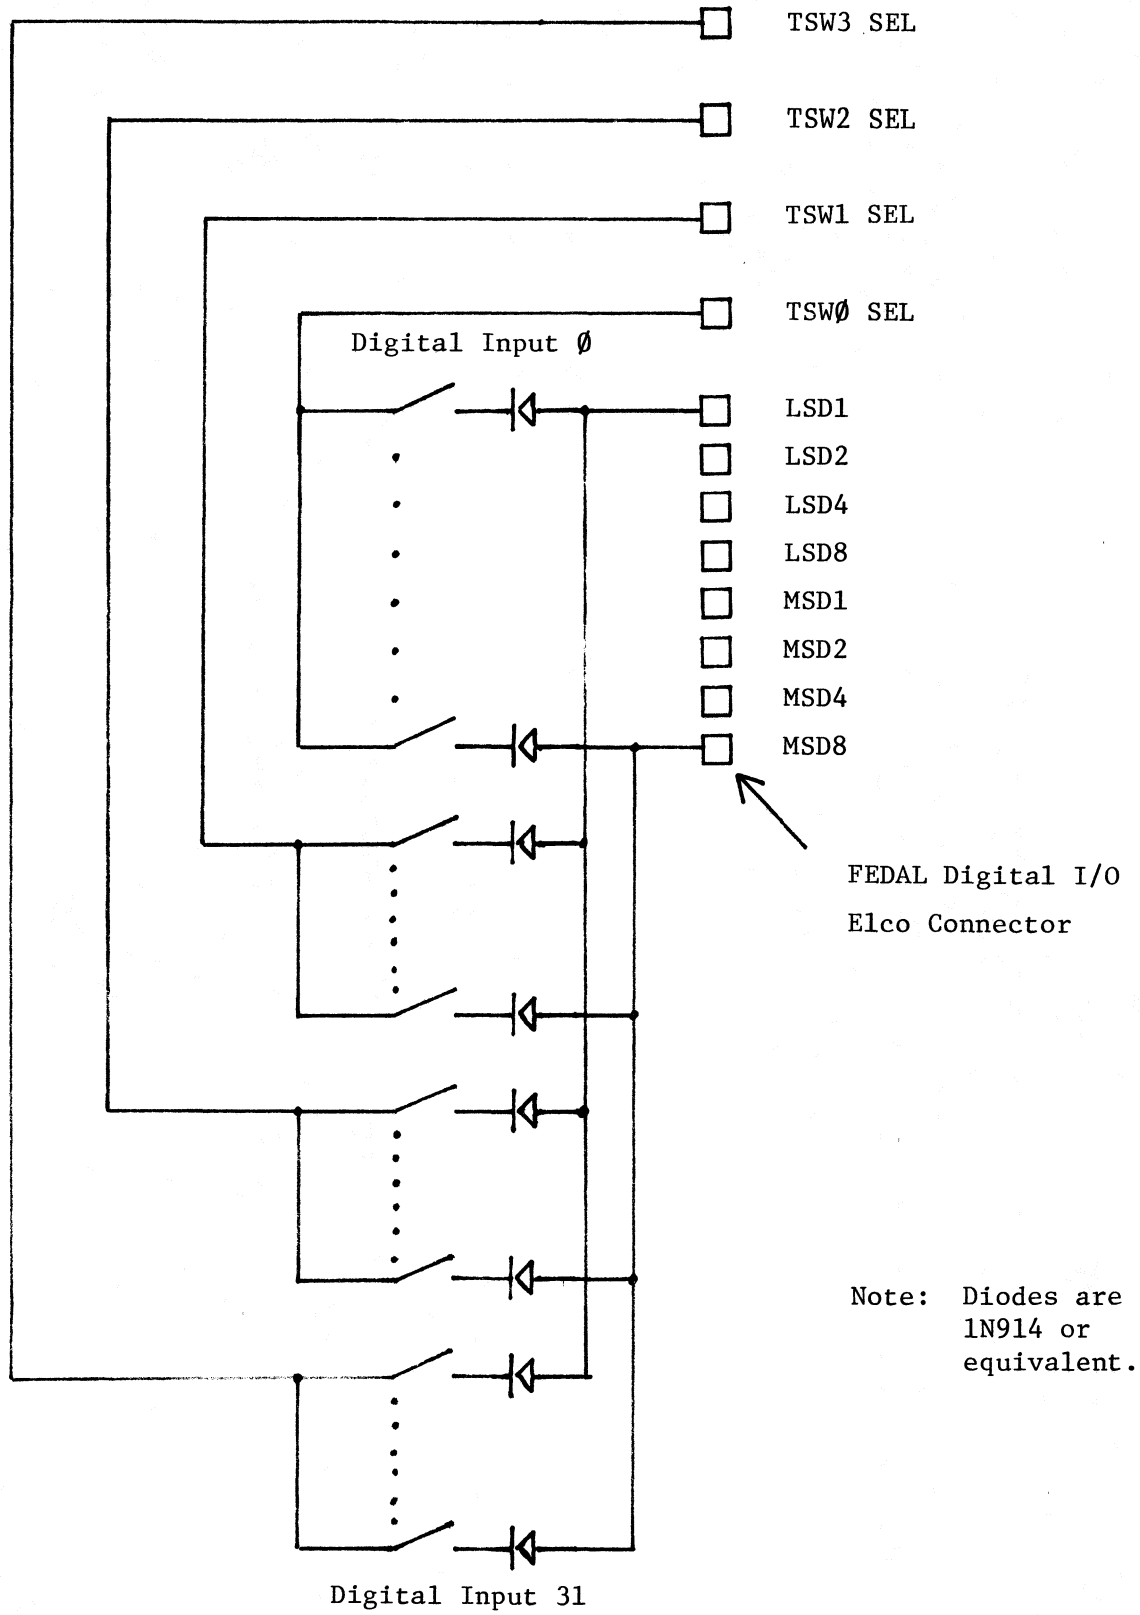 TSW3 SEL
TSW2 SEL
TSW1 SEL
TSWØ SEL
Digital Input Ø
LSD1
LSD2
LSD4
LSD8
MSD1
MSD2
MSD4
MSD8
FEDAL Digital I/O
Elco Connector
Note: Diodes are
1N914 or
equivalent.
Digital Input 31